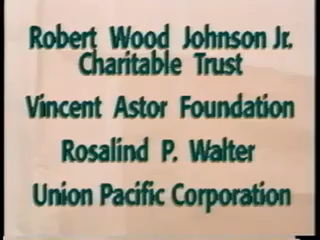 Robert Wood Johnson Jr.
Charitable Trust
Vincent Astor Foundation
Rosalind P. Walter
Union Pacific Corporation